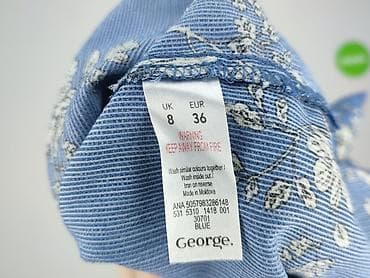 UK EUR
8 36
WARNING
KEEP AWAY FROM FIRE
Wash similar colours together /
Wash inside out /
Iron on reverse
Made in Moldova
ANA 5057983286148
531 5310 1418 001
30701
BLUE
George.